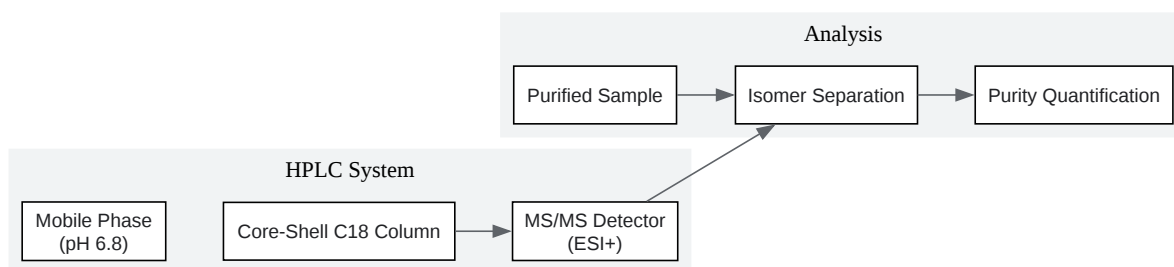 Analysis
Purified Sample
Isomer Separation
Purity Quantification
HPLC System
Mobile Phase
(pH 6.8)
Core-Shell C18 Column
MS/MS Detector
(ESI+)